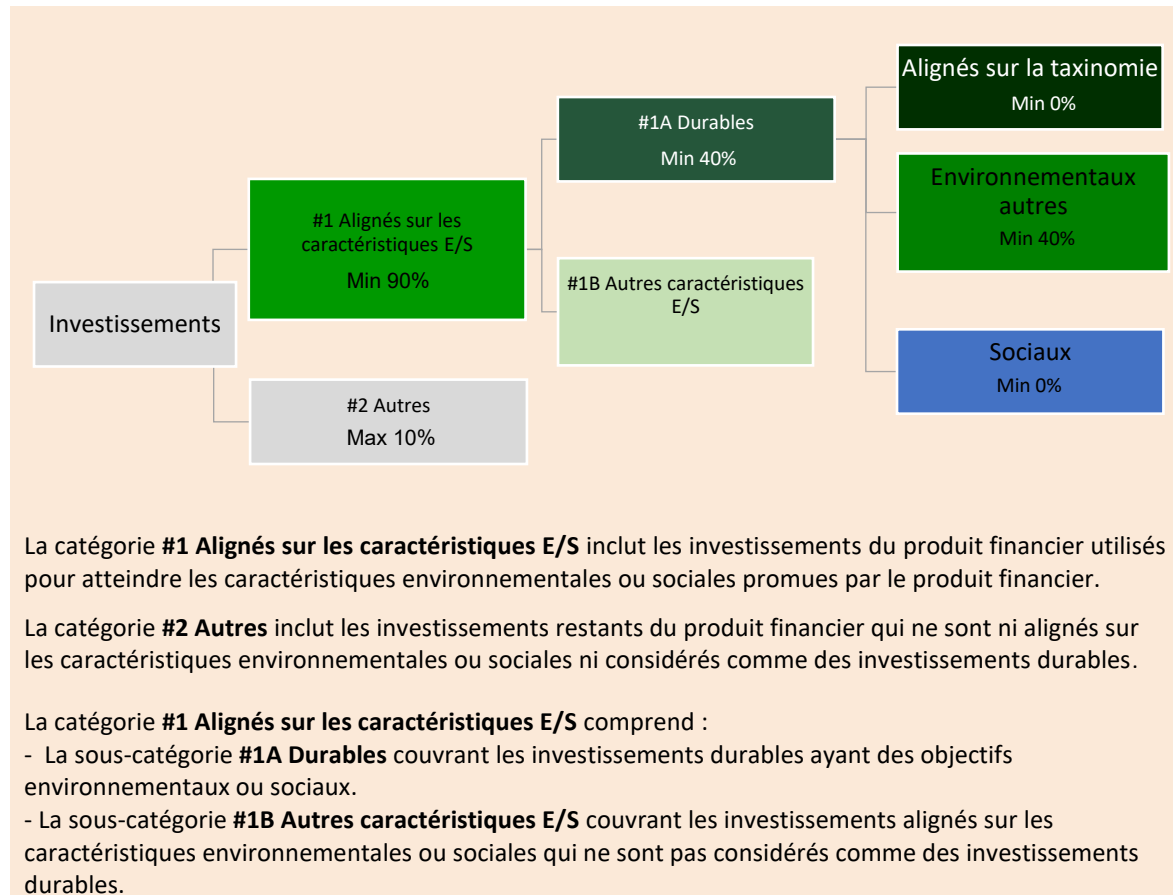 Investissements
#1 Alignés sur les
caractéristiques E/S
Min 90%
#2 Autres
Max 10%
#1A Durables
Min 40%
#1B Autres caractéristiques
E/S
Alignés sur la taxinomie
Min 0%
Environnementaux
autres
Min 40%
Sociaux
Min 0%
La catégorie #1 Alignés sur les caractéristiques E/S inclut les investissements du produit financier utilisés
pour atteindre les caractéristiques environnementales ou sociales promues par le produit financier.
La catégorie #2 Autres inclut les investissements restants du produit financier qui ne sont ni alignés sur
les caractéristiques environnementales ou sociales ni considérés comme des investissements durables.
La catégorie #1 Alignés sur les caractéristiques E/S comprend :
- La sous-catégorie #1A Durables couvrant les investissements durables ayant des objectifs
environnementaux ou sociaux.
- La sous-catégorie #1B Autres caractéristiques E/S couvrant les investissements alignés sur les
caractéristiques environnementales ou sociales qui ne sont pas considérés comme des investissements
durables.